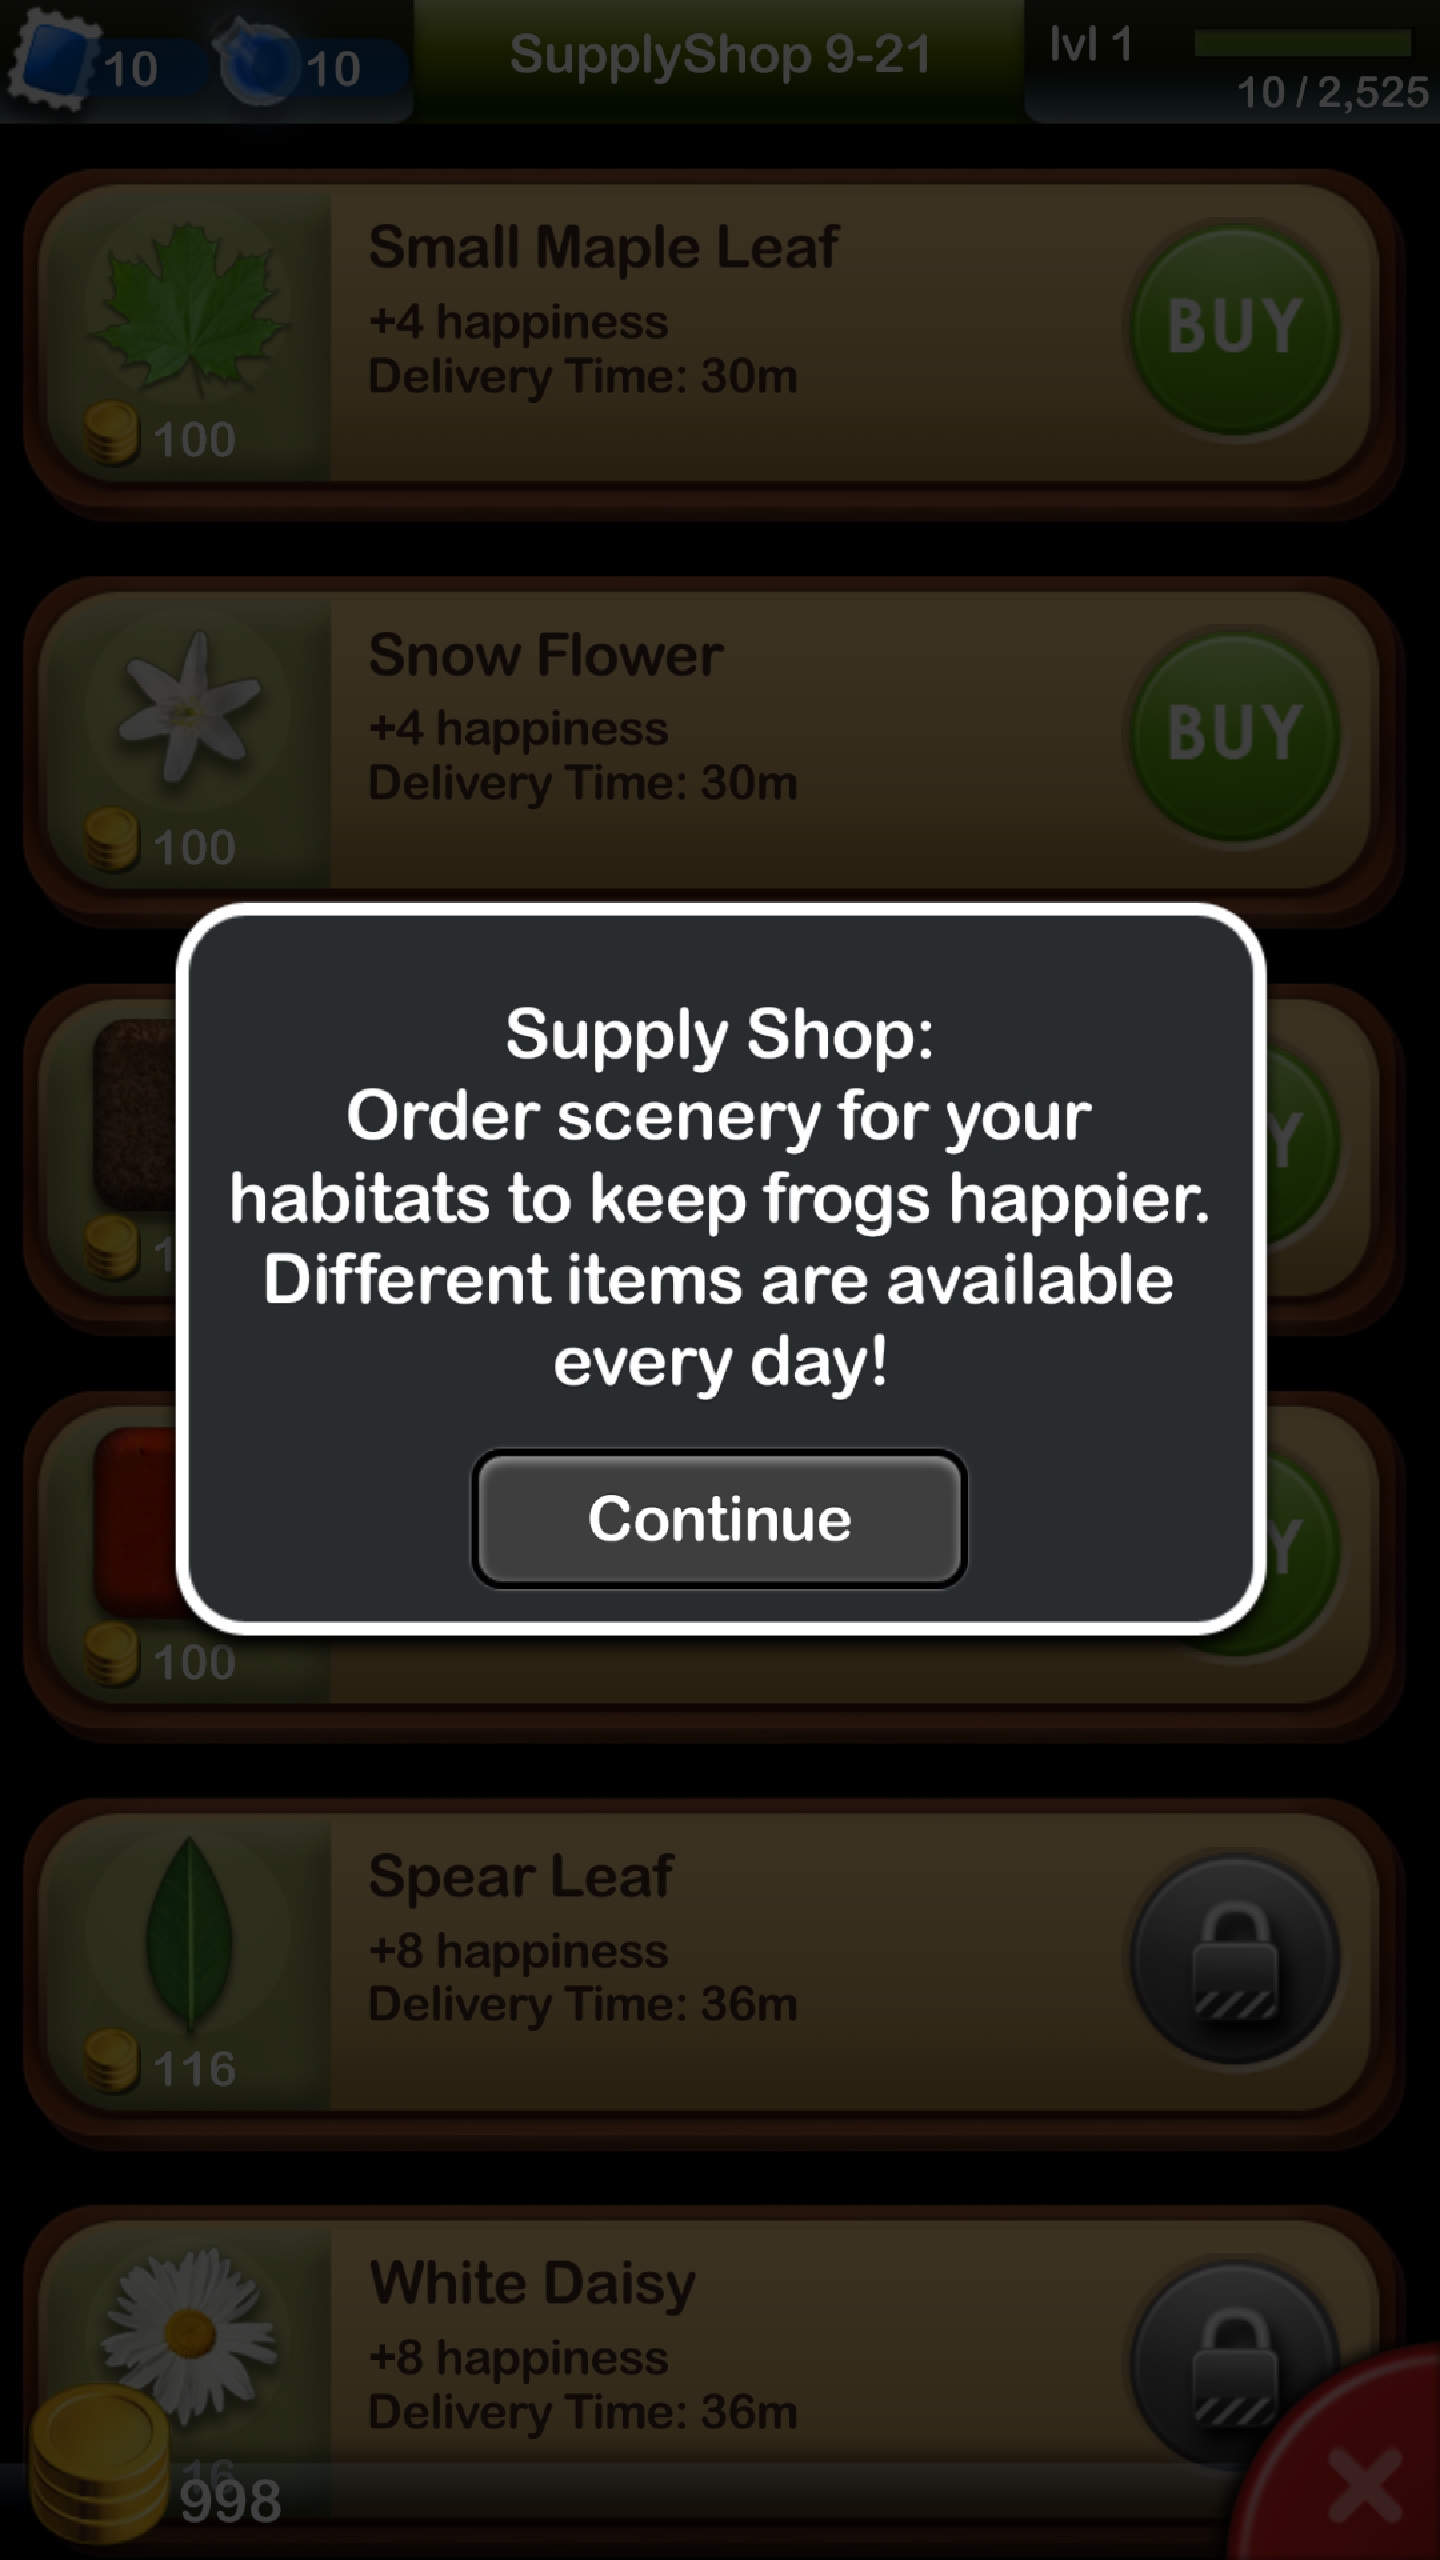 10
10
SupplyShop 9-21
lvl 1
10 / 2,525
Small Maple Leaf
+4 happiness
Delivery Time: 30m
100
BUY
Snow Flower
+4 happiness
Delivery Time: 30m
100
BUY
Supply Shop:
Order scenery for your
habitats to keep frogs happier.
Different items are available
every day!
Continue
100
Spear Leaf
+8 happiness
Delivery Time: 36m
116
White Daisy
+8 happiness
Delivery Time: 36m
998